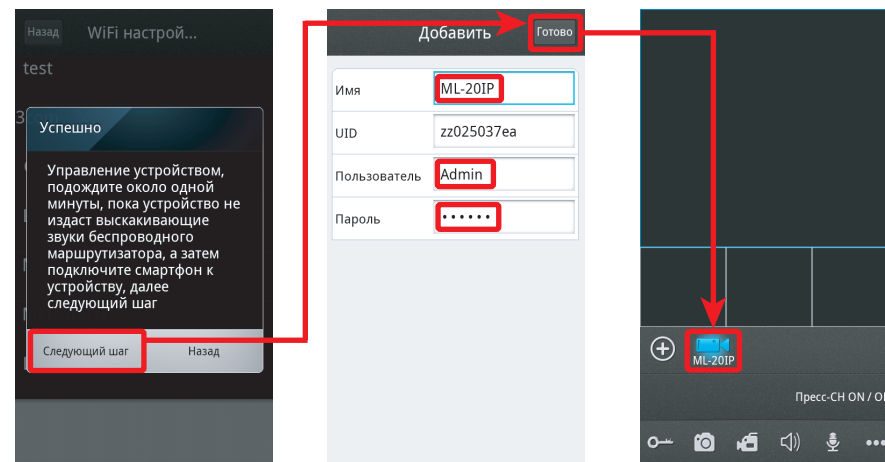 Назад WiFi настрой...
test
Успешно
Управление устройством,
подождите около одной
минуты, пока устройство не
издаст выскакивающие
звуки беспроводного
маршрутизатора, а затем
подключите смартфон к
устройству, далее
следующий шаг
Следующий шаг Назад
Добавить Готово
Имя ML-20IP
UID zz025037ea
Пользователь Admin
Пароль ••••••
ML-20IP
Пресс-CH ON / OF